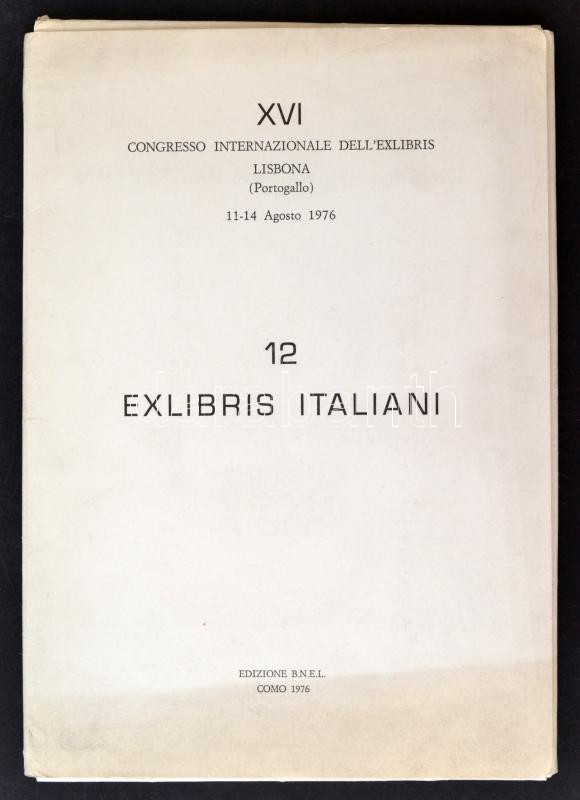 XVI
CONGRESSO INTERNAZIONALE DELL'EXLIBRIS
LISBONA
(Portogallo)
11-14 Agosto 1976
12
EXLIBRIS ITALIANI
EDIZIONE B.N.E.L.
COMO 1976